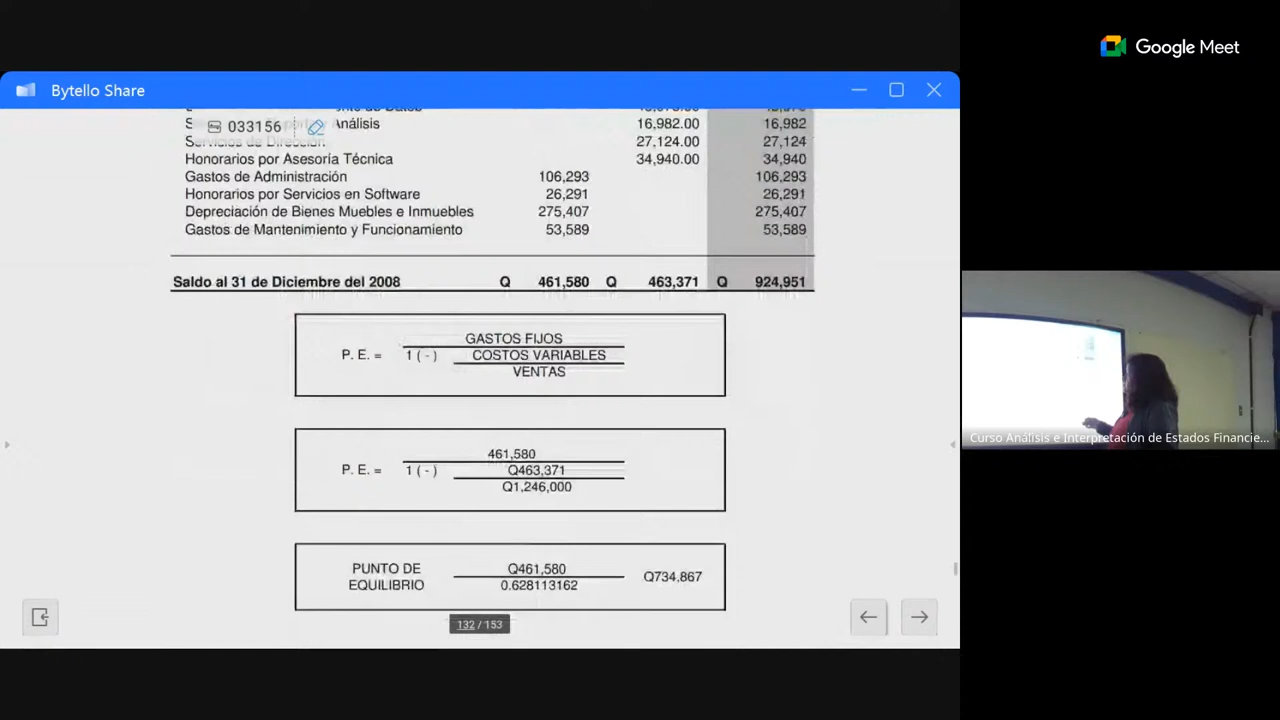 Google Meet
Bytello Share
033156
Análisis 16,982.00 16,982
Servicios de Dirección 27,124.00 27,124
Honorarios por Asesoría Técnica 34,940.00 34,940
Gastos de Administración 106,293 106,293
Honorarios por Servicios en Software 26,291 26,291
Depreciación de Bienes Muebles e Inmuebles 275,407 275,407
Gastos de Mantenimiento y Funcionamiento 53,589 53,589
Saldo al 31 de Diciembre del 2008 Q 461,580 Q 463,371 Q 924,951
GASTOS FIJOS
P. E. = 1 ( - ) COSTOS VARIABLES
VENTAS
461,580
P. E. = 1 ( - ) Q463,371
Q1,246,000
PUNTO DE EQUILIBRIO Q461,580 Q734,867
0.628113162
132 / 153
Curso Análisis e Interpretación de Estados Financie...